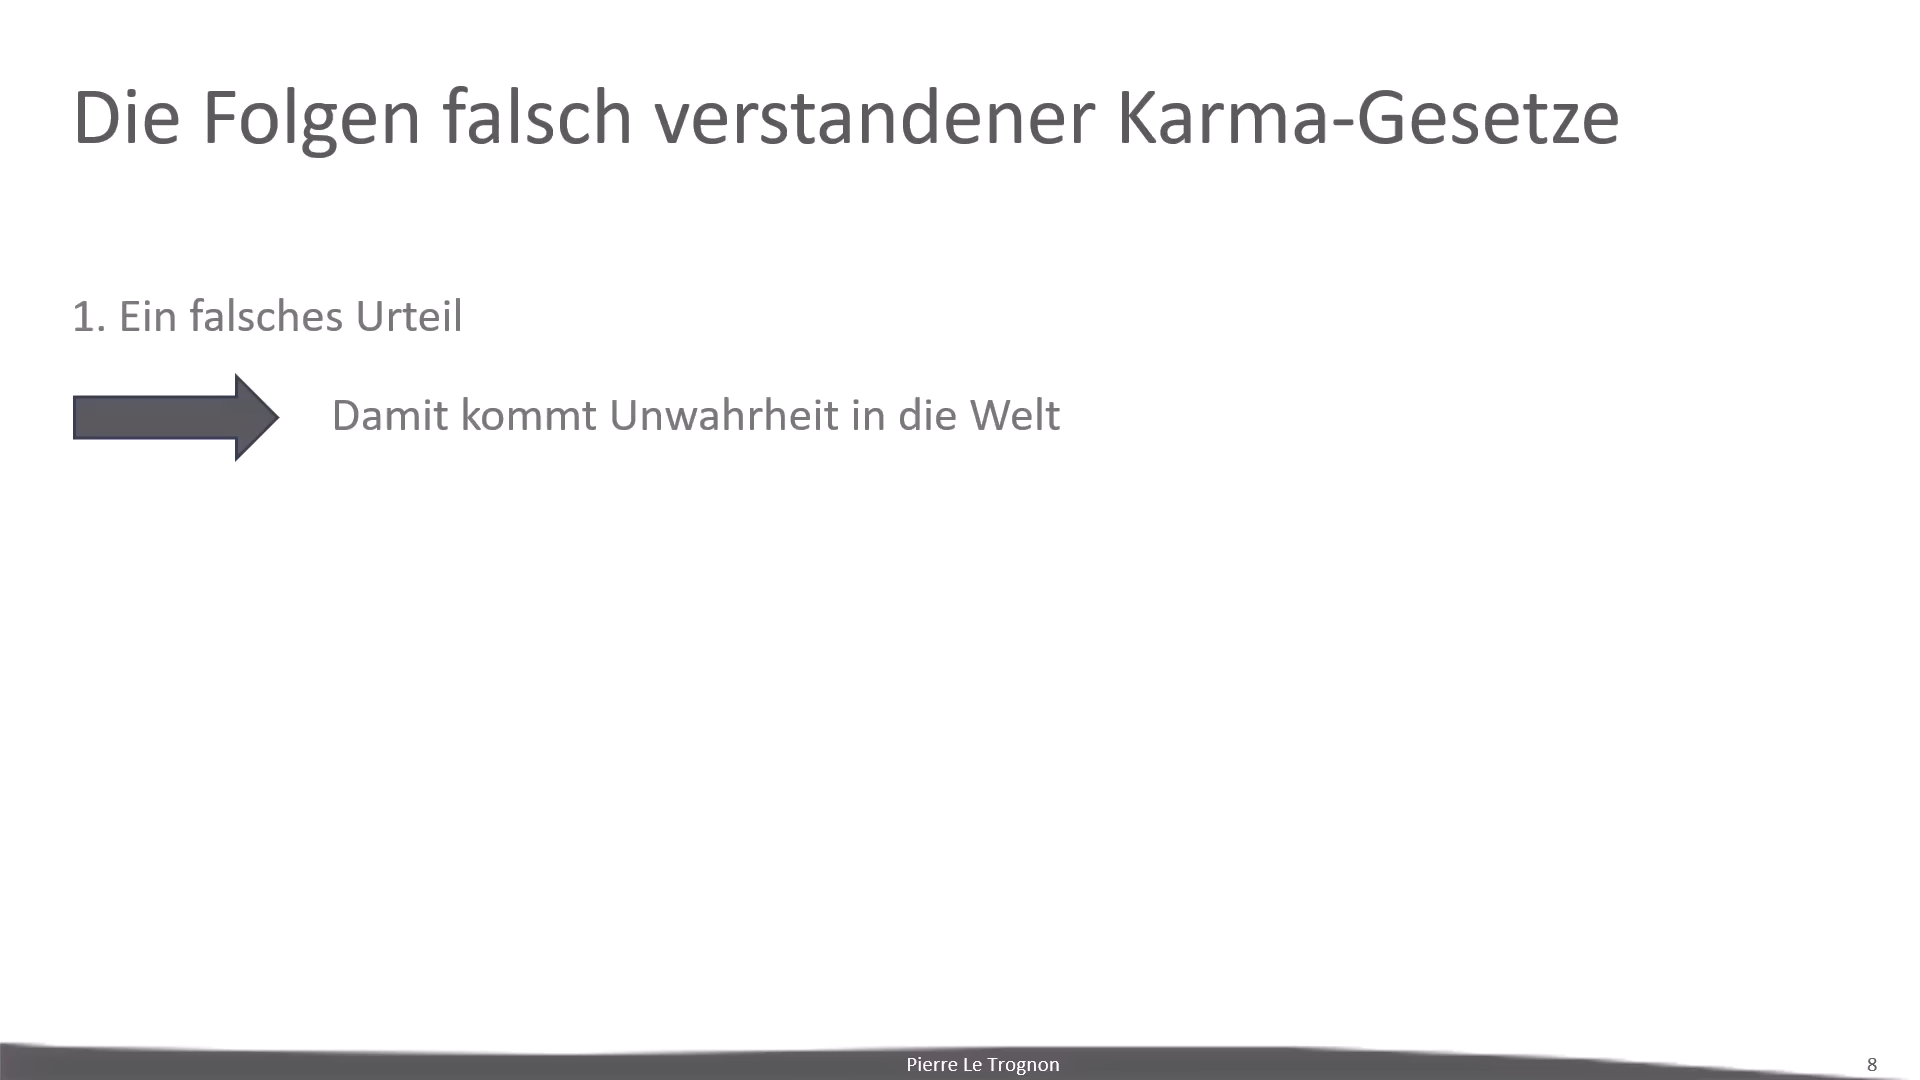 Die Folgen falsch verstandener Karma-Gesetze
1. Ein falsches Urteil
Damit kommt Unwahrheit in die Welt
Pierre Le Trognon
8